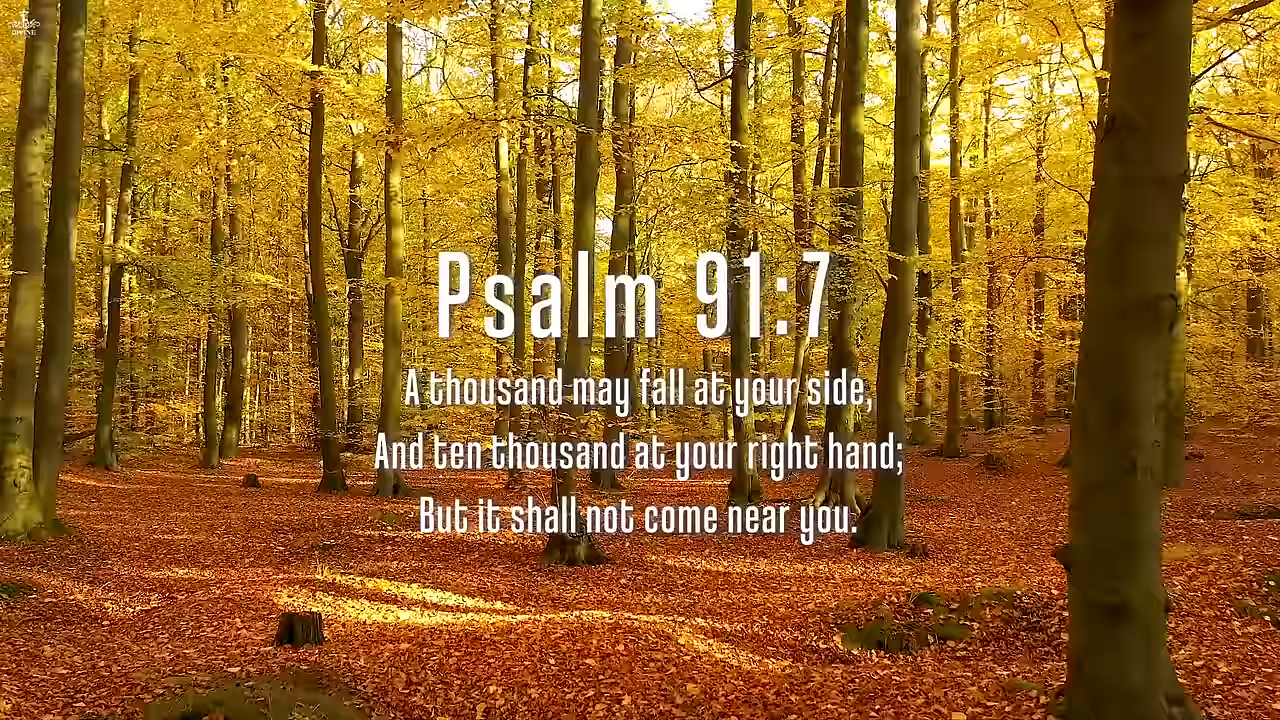 DIVINE
Psalm 91:7
A thousand may fall at your side,
And ten thousand at your right hand;
But it shall not come near you.